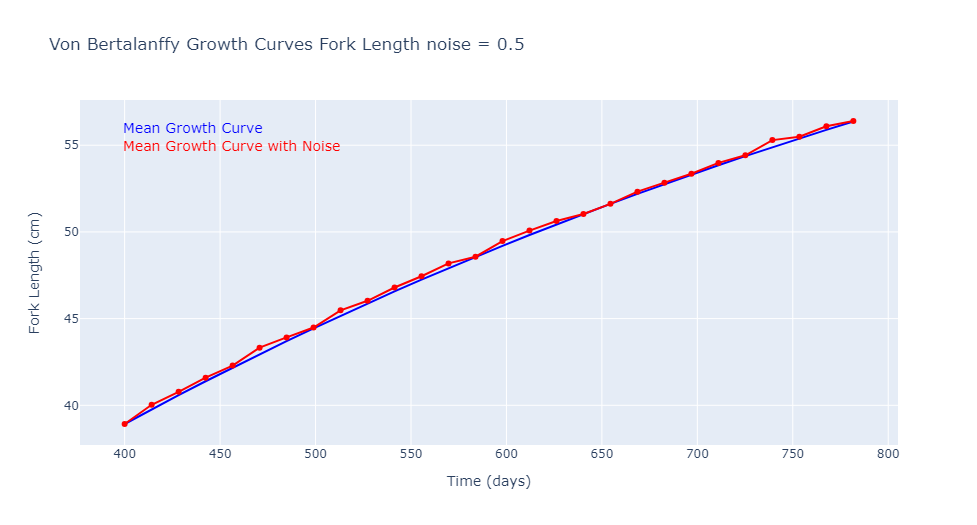 Von Bertalanffy Growth Curves Fork Length noise = 0.5
Mean Growth Curve
Mean Growth Curve with Noise
55
50
45
40
Fork Length (cm)
400 450 500 550 600 650 700 750 800
Time (days)